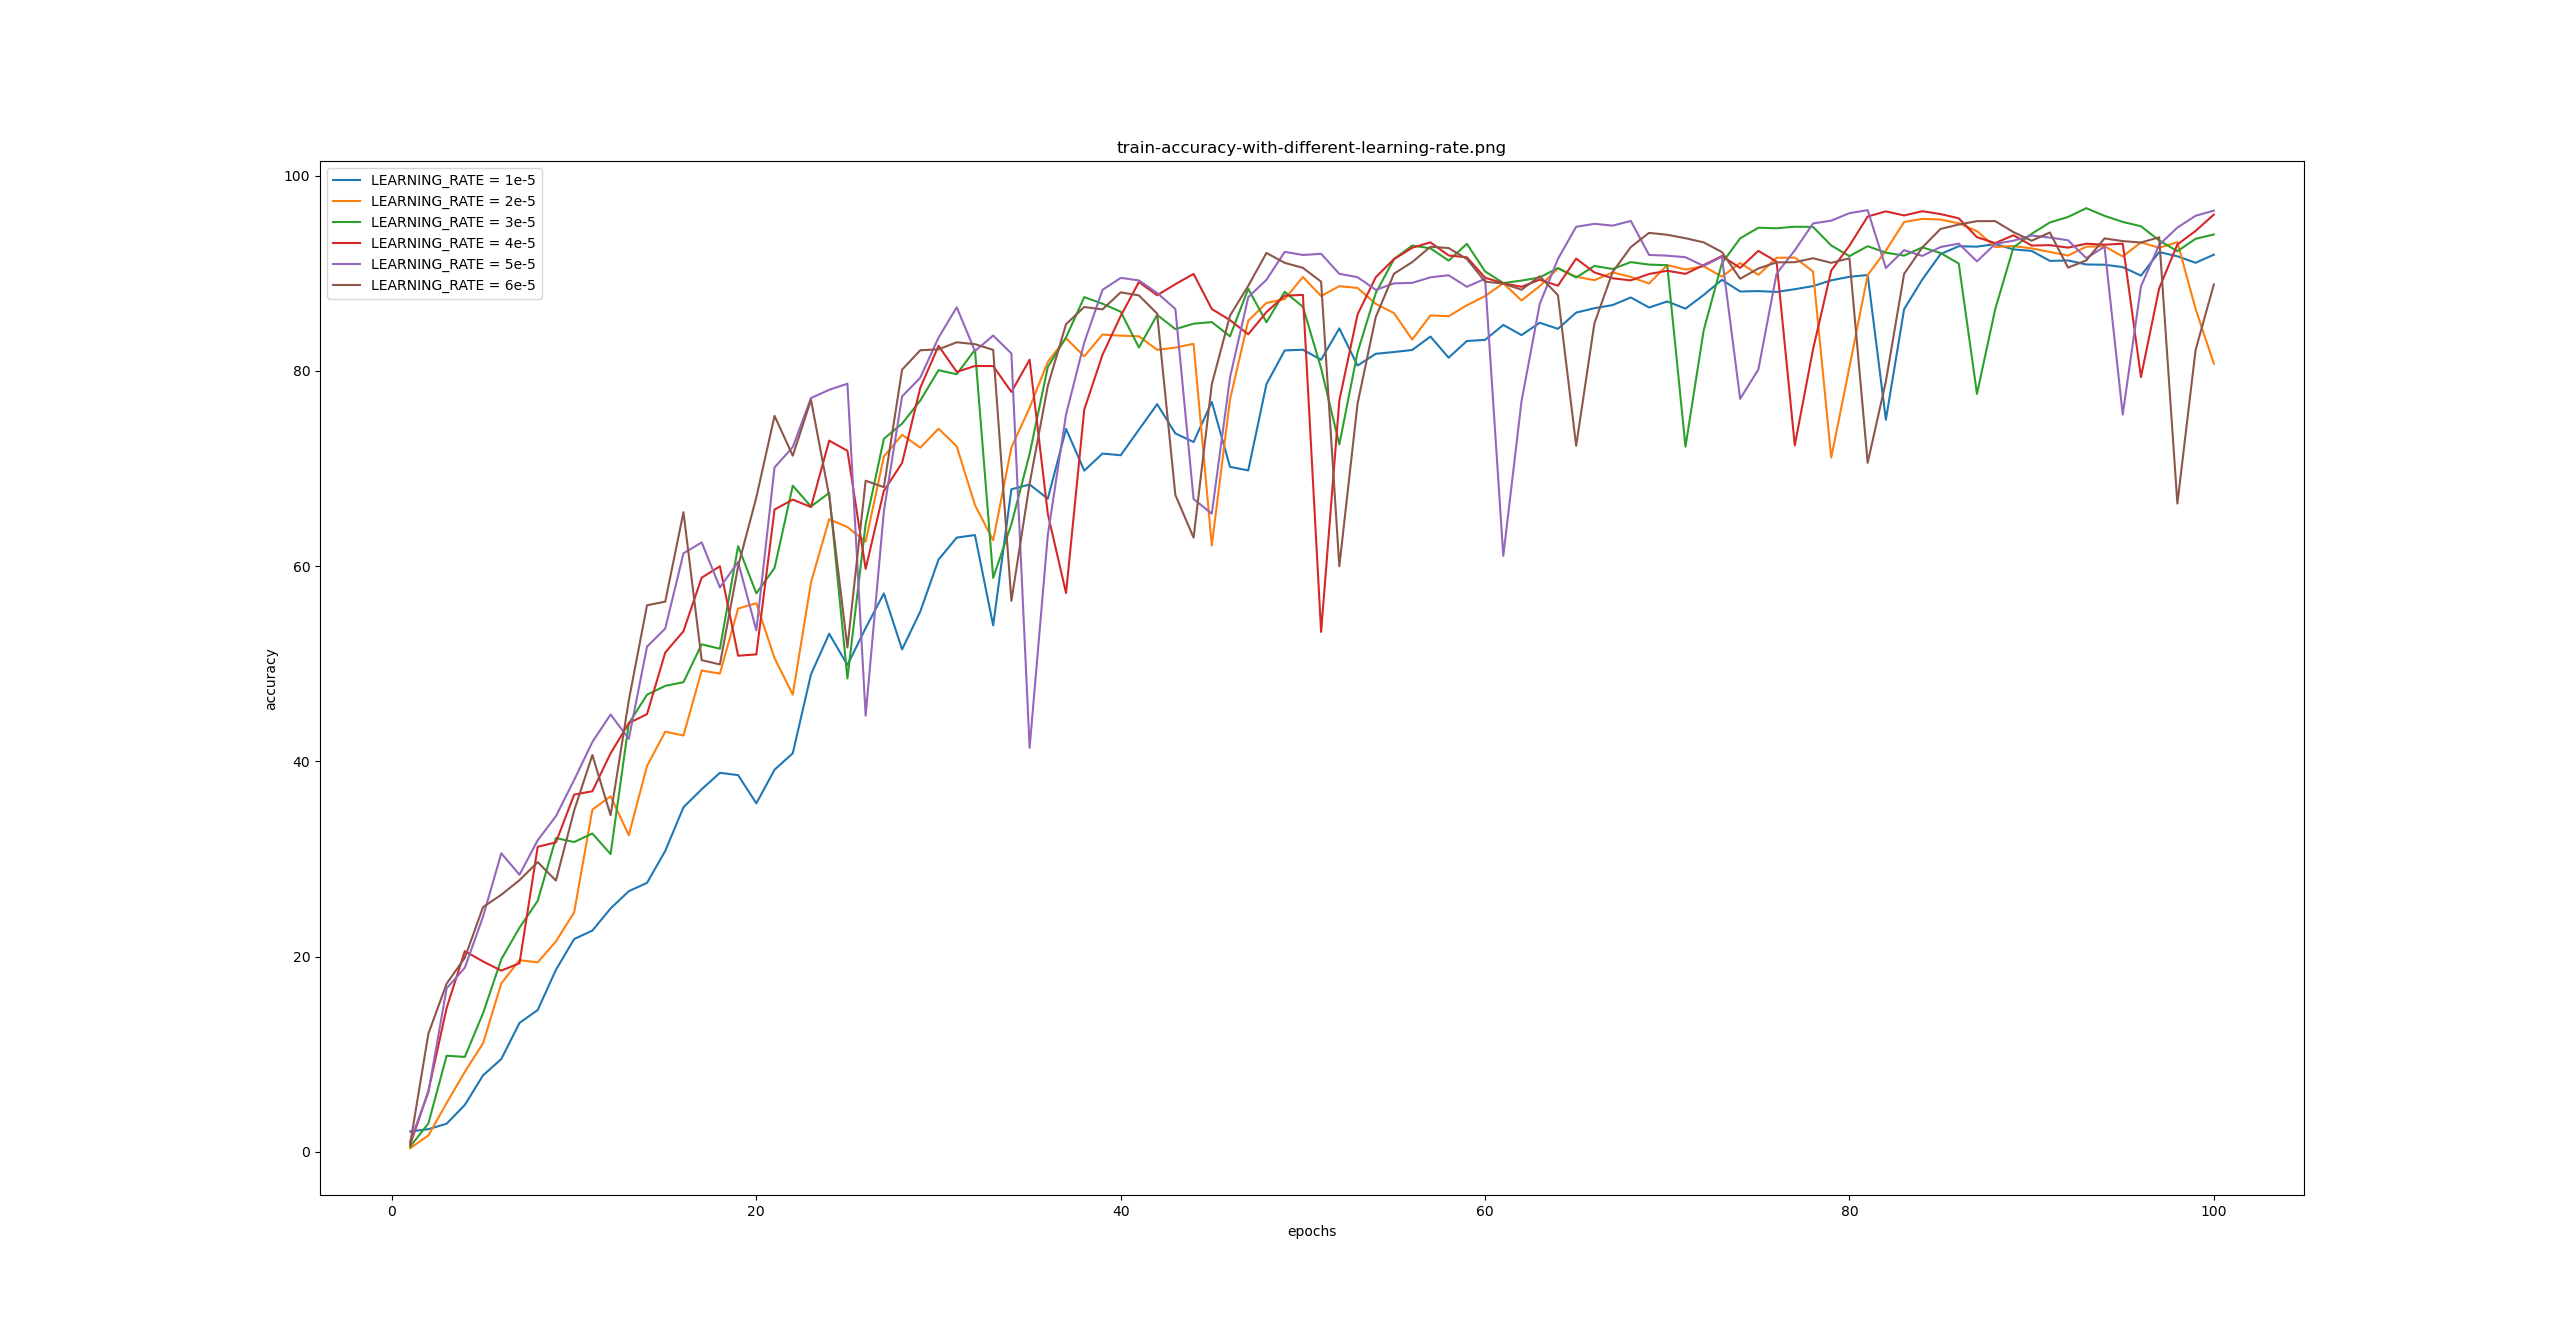 train-accuracy-with-different-learning-rate.png
LEARNING_RATE = 1e-5
LEARNING_RATE = 2e-5
LEARNING_RATE = 3e-5
LEARNING_RATE = 4e-5
LEARNING_RATE = 5e-5
LEARNING_RATE = 6e-5
100
80
60
40
20
0
accuracy
0 20 40 60 80 100
epochs